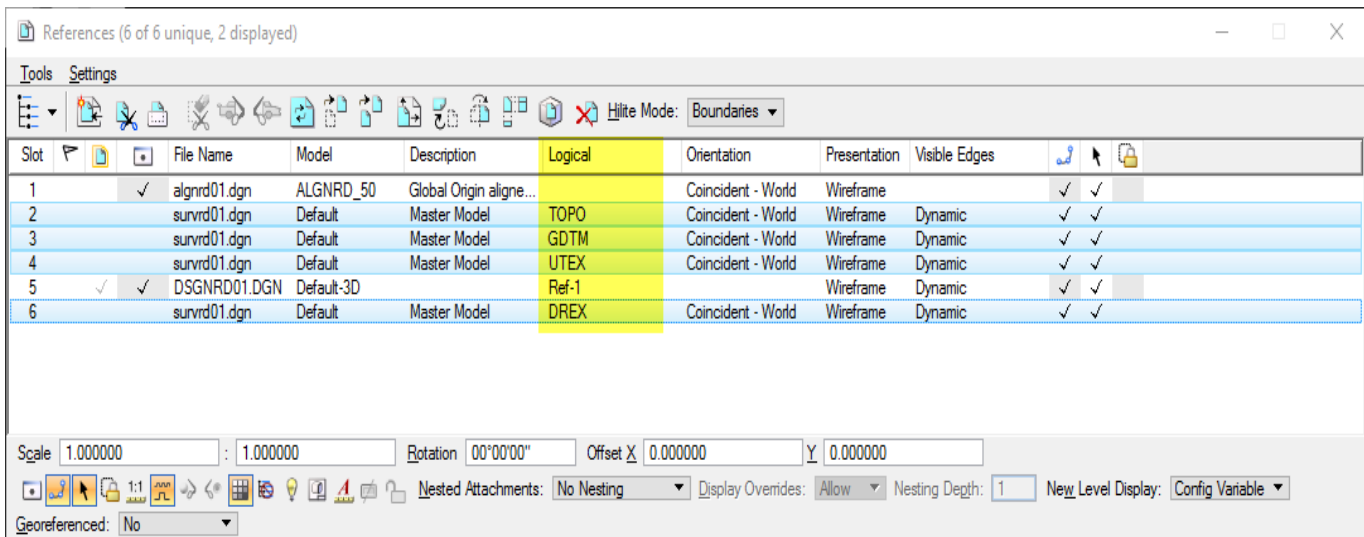 References (6 of 6 unique, 2 displayed)
Tools Settings
Hilite Mode: Boundaries
Slot File Name Model Description Logical Orientation Presentation Visible Edges
1 algnrd01.dgn ALGNRD_50 Global Origin aligne... Coincident - World Wireframe
2 survrd01.dgn Default Master Model TOPO Coincident - World Wireframe Dynamic
3 survrd01.dgn Default Master Model GDTM Coincident - World Wireframe Dynamic
4 survrd01.dgn Default Master Model UTEX Coincident - World Wireframe Dynamic
5 DSGNRD01.DGN Default-3D Ref-1 Wireframe Dynamic
6 survrd01.dgn Default Master Model DREX Coincident - World Wireframe Dynamic
Scale 1.000000 : 1.000000 Rotation 00°00'00" Offset X 0.000000 Y 0.000000
1:1 Nested Attachments: No Nesting Display Overrides: Allow Nesting Depth: 1 New Level Display: Config Variable
Georeferenced: No